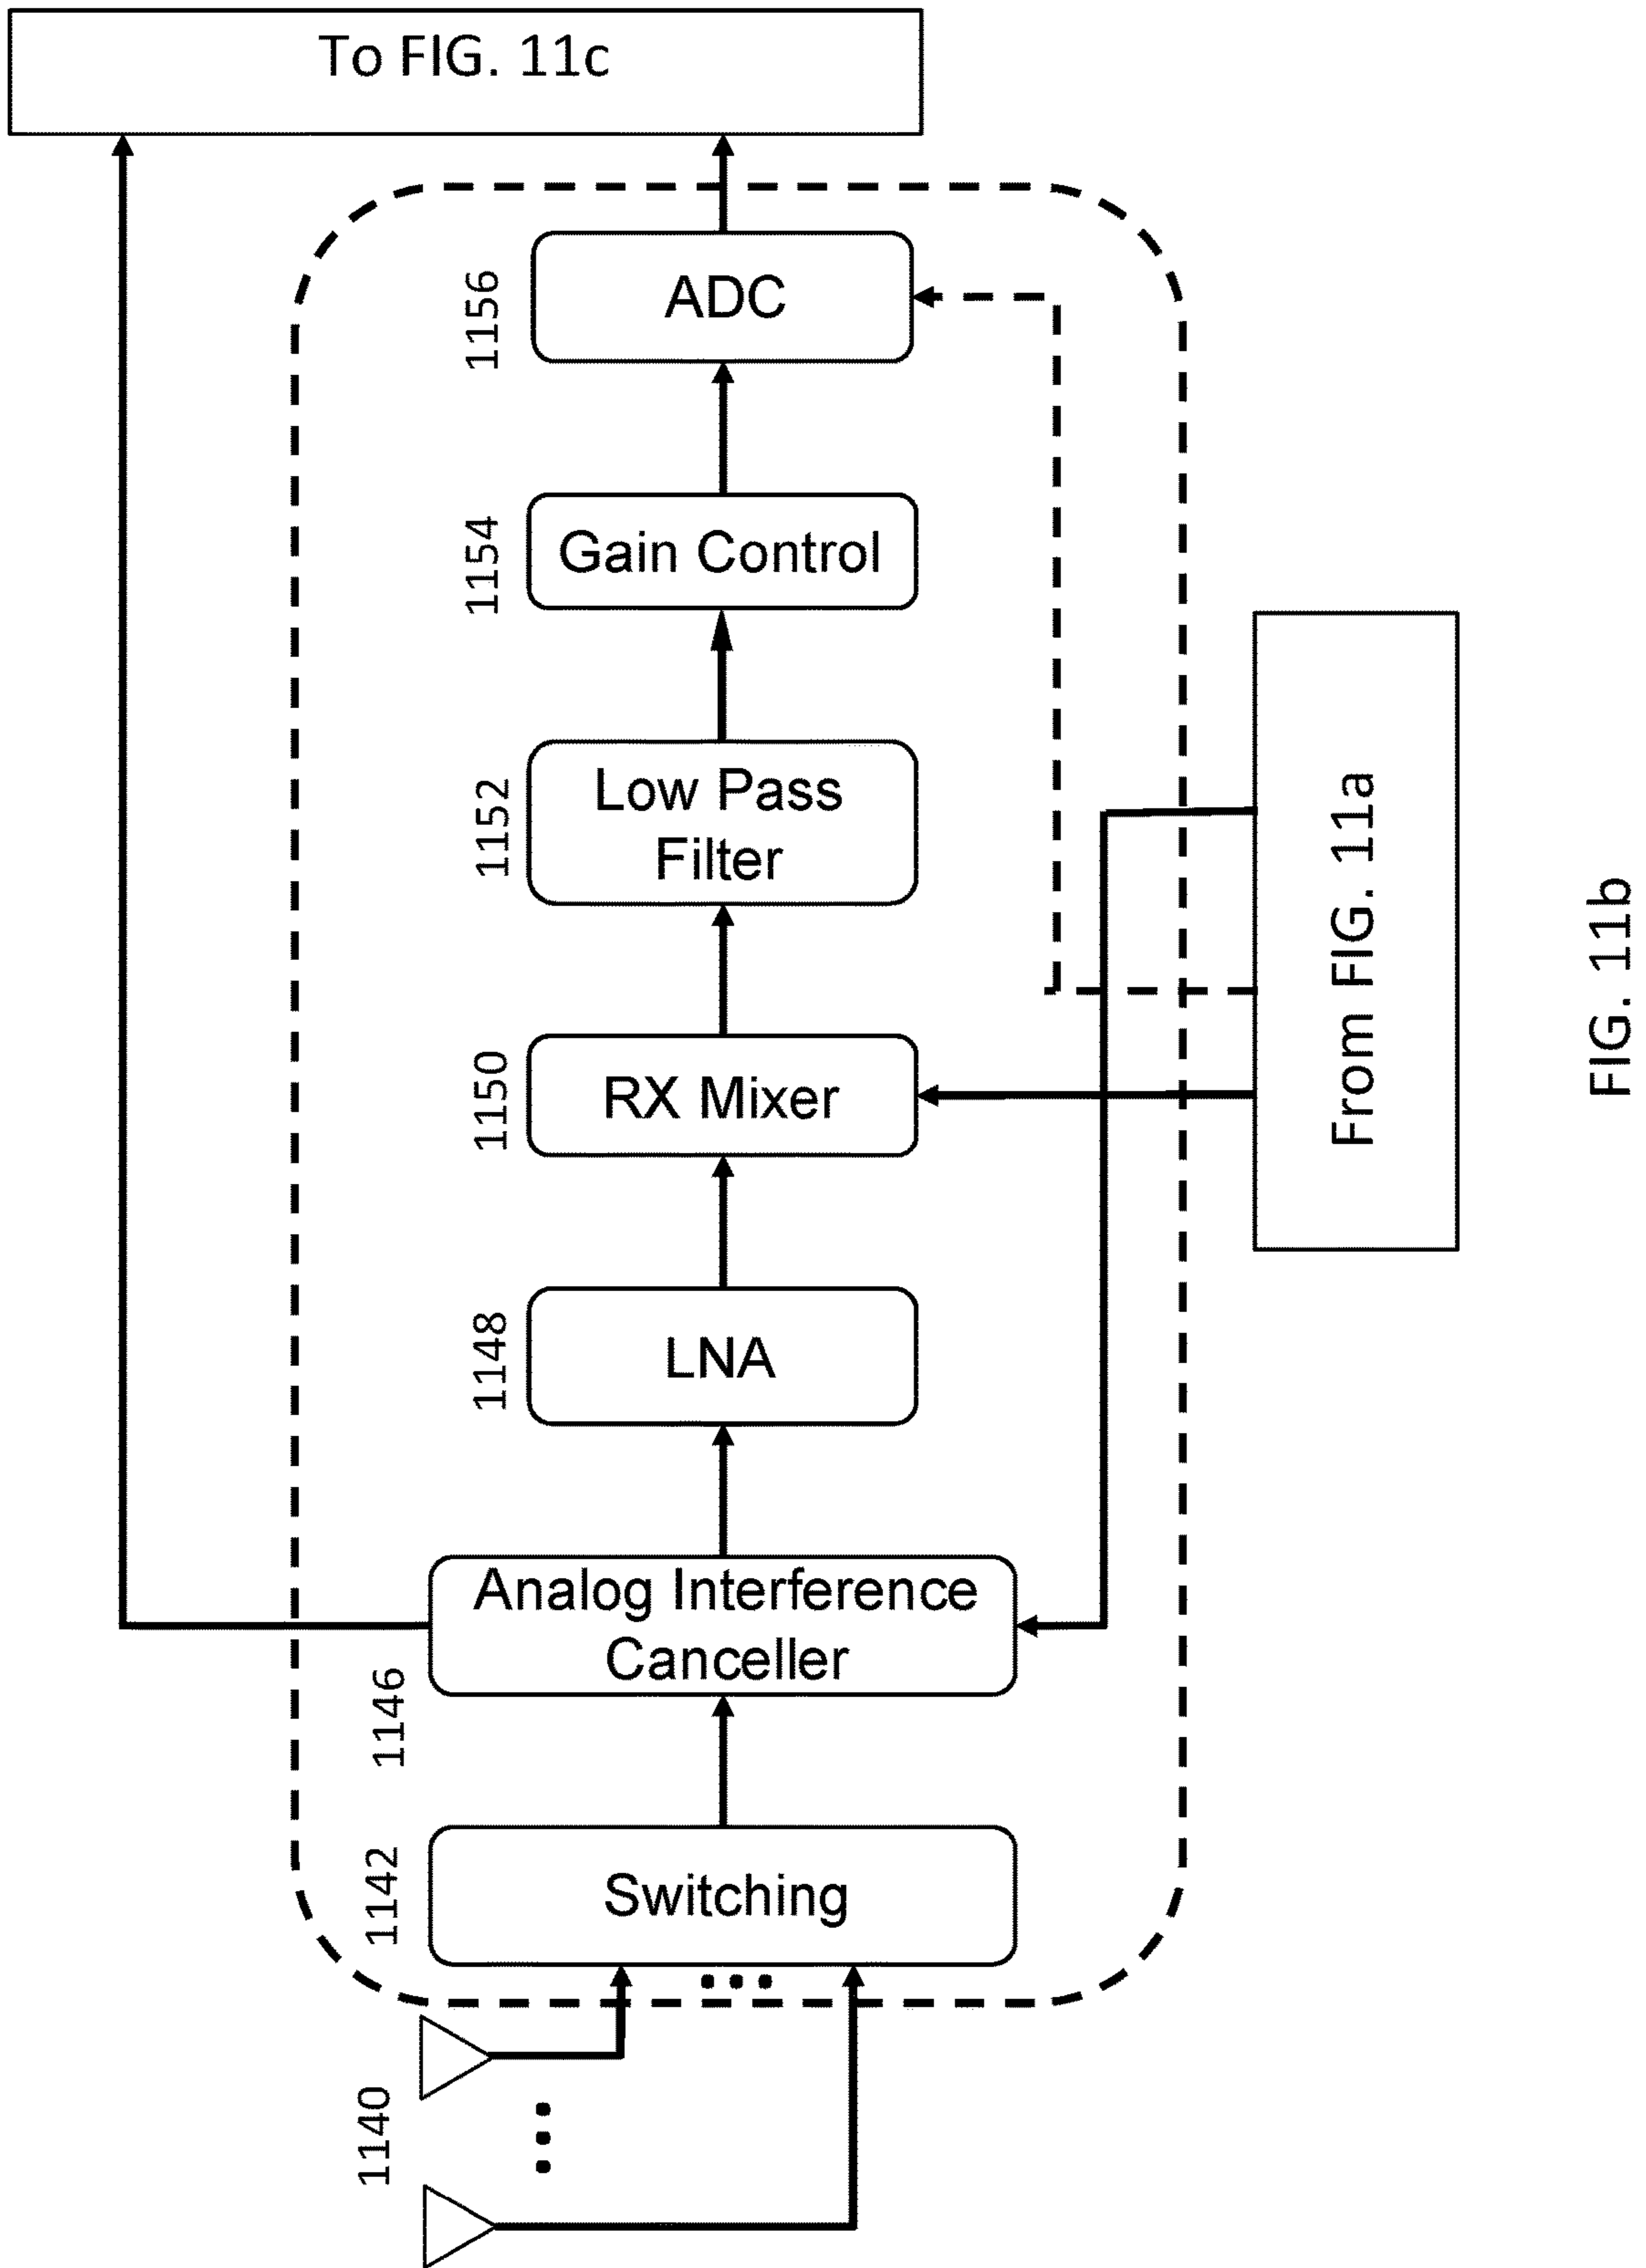 To FIG. 11c
1156
ADC
1154
Gain Control
1152
Low Pass
Filter
1150
RX Mixer
1148
LNA
1146
Analog Interference
Canceller
1142
Switching
1140
From FIG. 11a
FIG. 11b